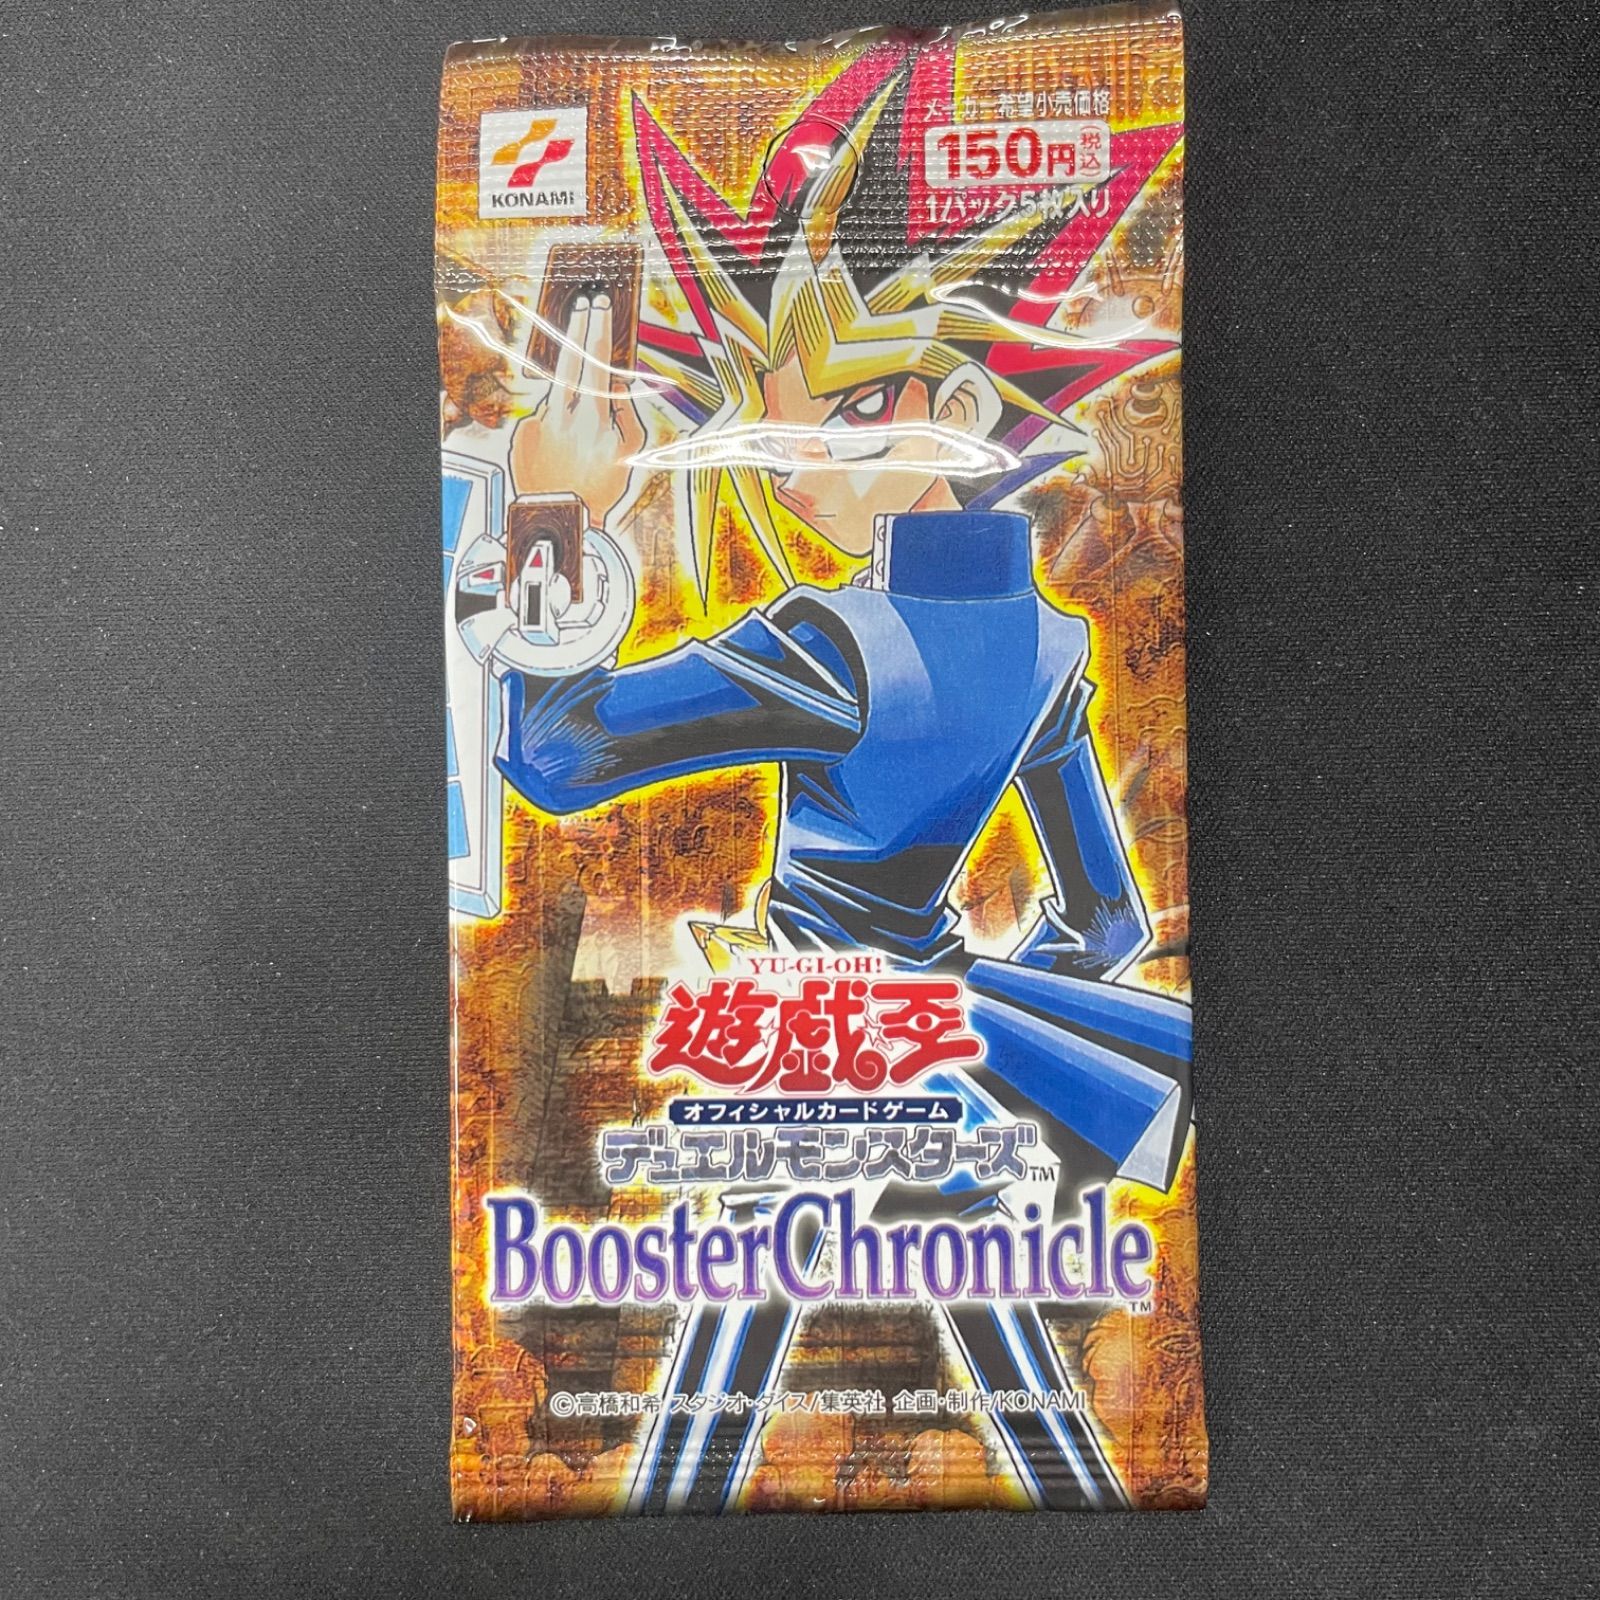 KONAMI
メーカー希望小売価格
150円(税込)
1パック5枚入り
YU-GI-OH!
遊戯王
オフィシャルカードゲーム
デュエルモンスターズ™
BoosterChronicle™
©高橋和希 スタジオ・ダイス/集英社 企画・制作/KONAMI